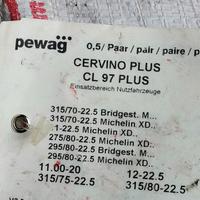 pewag
0,5/ Paar / pair / paire / p
CERVINO PLUS
CL 97 PLUS
Einsatzbereich Nutzfahrzeuge
315/70-22.5 Bridgest. M...
315/70-22.5 Michelin XD..
1-22.5 Michelin XD..
275/80-22.5 Michelin XD..
295/80-22.5 Bridgest. M...
295/80-22.5 Michelin XD..
11.00-20 12-22.5
315/75-22.5 315/80-22.5